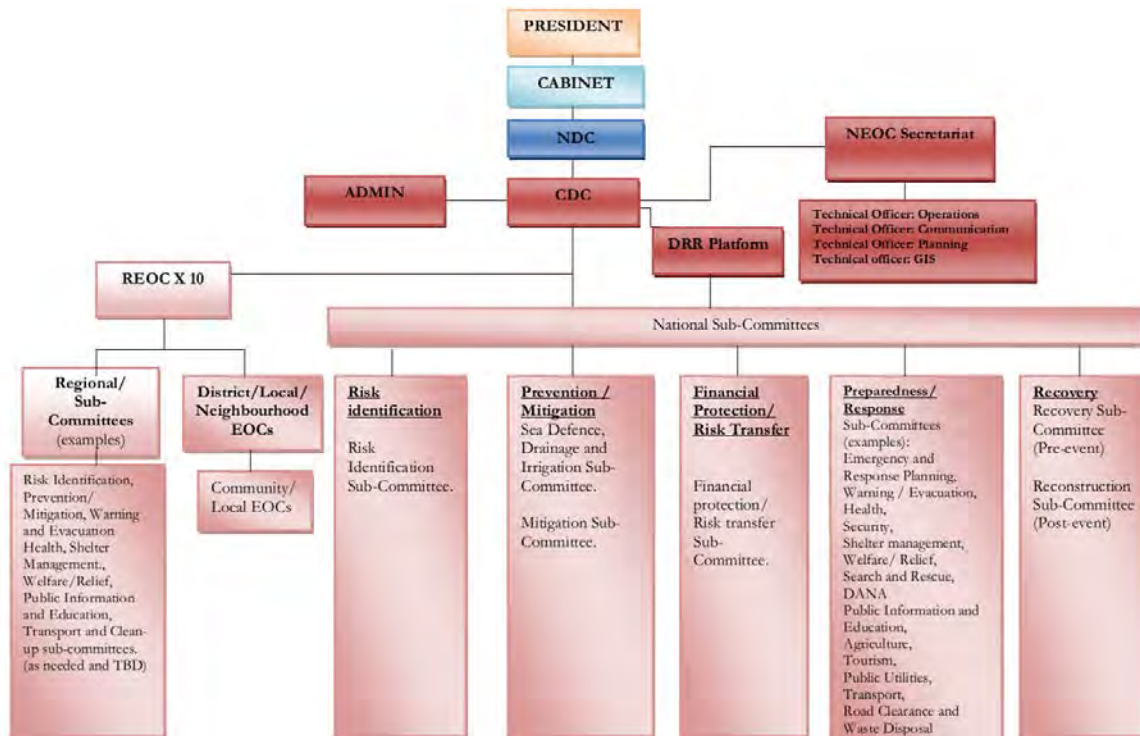 PRESIDENT
CABINET
NDC
NEOC Secretariat
ADMIN
CDC
Technical Officer: Operations
Technical Officer: Communication
Technical Officer: Planning
Technical officer: GIS
DRR Platform
REOC X 10
National Sub-Committees
Regional/
Sub-
Committees
(examples)
Risk Identification,
Prevention/
Mitigation, Warning
and Evacuation
Health, Shelter
Management.,
Welfare/Relief,
Public Information
and Education,
Transport and Clean-
up sub-committees.
(as needed and TBD)
District/Local/
Neighbourhood
EOCs
Community/
Local EOCs
Risk
identification
Risk
Identification
Sub-Committee.
Prevention /
Mitigation
Sea Defence,
Drainage and
Irrigation Sub-
Committee.
Mitigation Sub-
Committee.
Financial
Protection/
Risk Transfer
Financial
protection/
Risk transfer
Sub-
Committee.
Preparedness/
Response
Sub-Committees
(examples):
Emergency and
Response Planning,
Warning / Evacuation,
Health,
Security,
Shelter management,
Welfare/ Relief,
Search and Rescue,
DANA
Public Information and
Education,
Agriculture,
Tourism,
Public Utilities,
Transport,
Road Clearance and
Waste Disposal
Recovery
Recovery Sub-
Committee
(Pre-event)
Reconstruction
Sub-Committee
(Post-event)